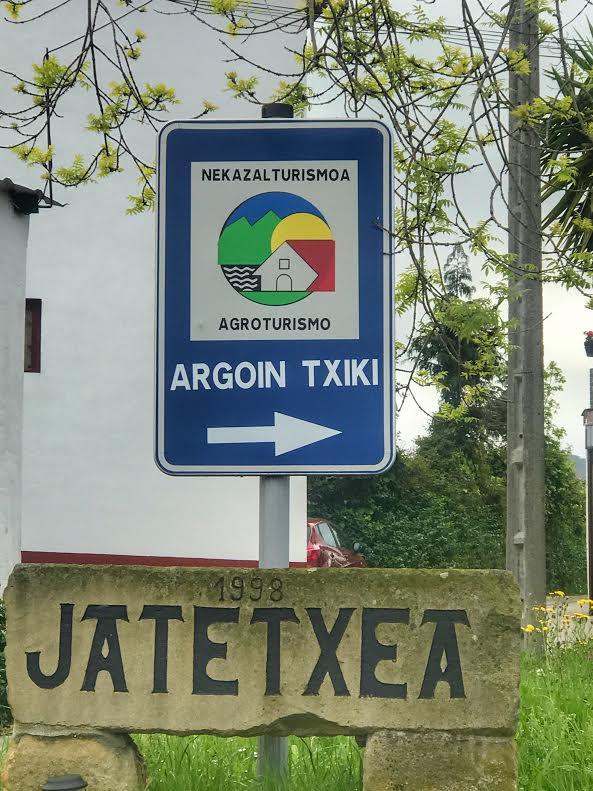 NEKAZALTURISMOA
AGROTURISMO
ARGOIN TXIKI
1998
JATETXEA